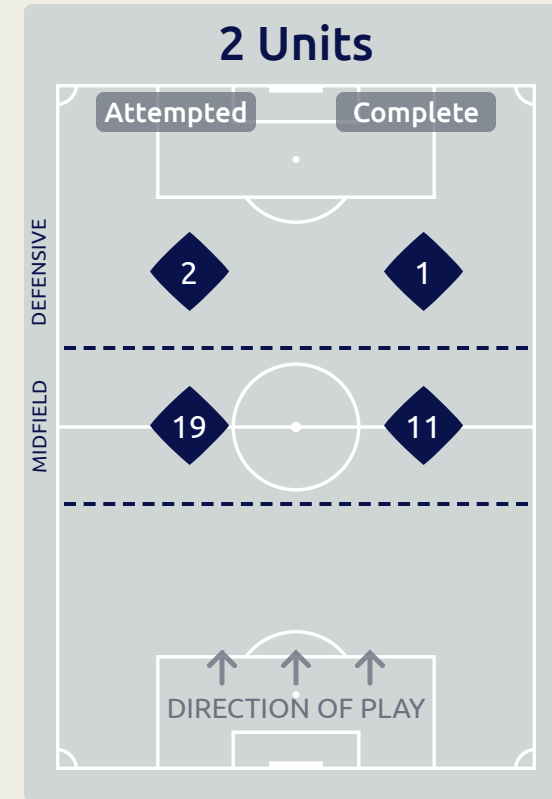 2 Units
Attempted Complete
DEFENSIVE
2 1
MIDFIELD
19 11
DIRECTION OF PLAY